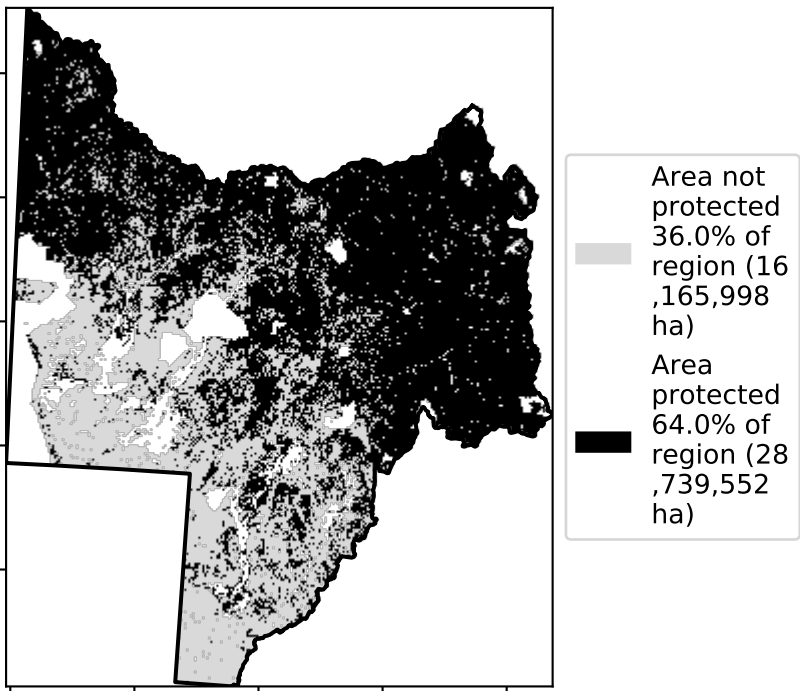 Area not
protected
36.0% of
region (16
,165,998
ha)
Area
protected
64.0% of
region (28
,739,552
ha)